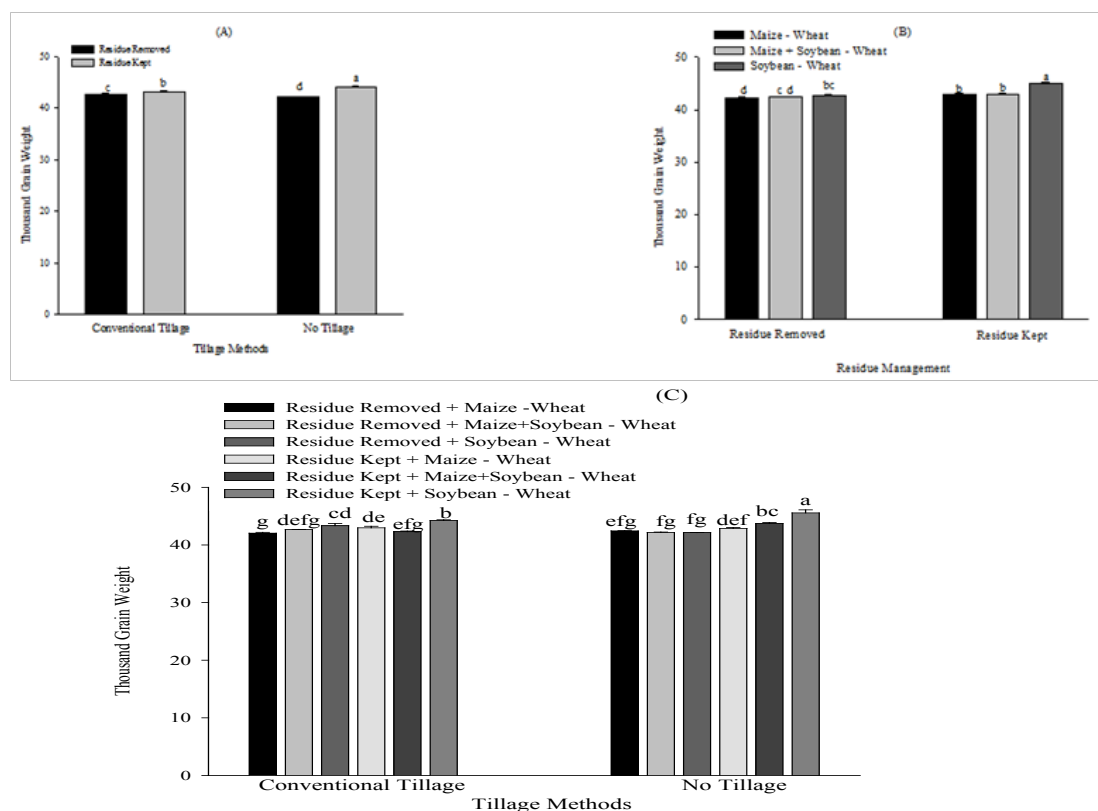 (A)
Residue Removed
Residue Kept
50
40
30
20
10
0
Thousand Grain Weight
c
b
d
a
Conventional Tillage
No Tillage
Tillage Methods
(B)
Maize - Wheat
Maize + Soybean - Wheat
Soybean - Wheat
50
40
30
20
10
0
Thousand Grain Weight
d
c d
bc
b
b
a
Residue Removed
Residue Kept
Residue Management
(C)
Residue Removed + Maize -Wheat
Residue Removed + Maize+Soybean - Wheat
Residue Removed + Soybean - Wheat
Residue Kept + Maize - Wheat
Residue Kept + Maize+Soybean - Wheat
Residue Kept + Soybean - Wheat
50
40
30
20
10
0
Thousand Grain Weight
g
defg
cd
de
efg
b
efg
fg
fg
def
bc
a
Conventional Tillage
No Tillage
Tillage Methods